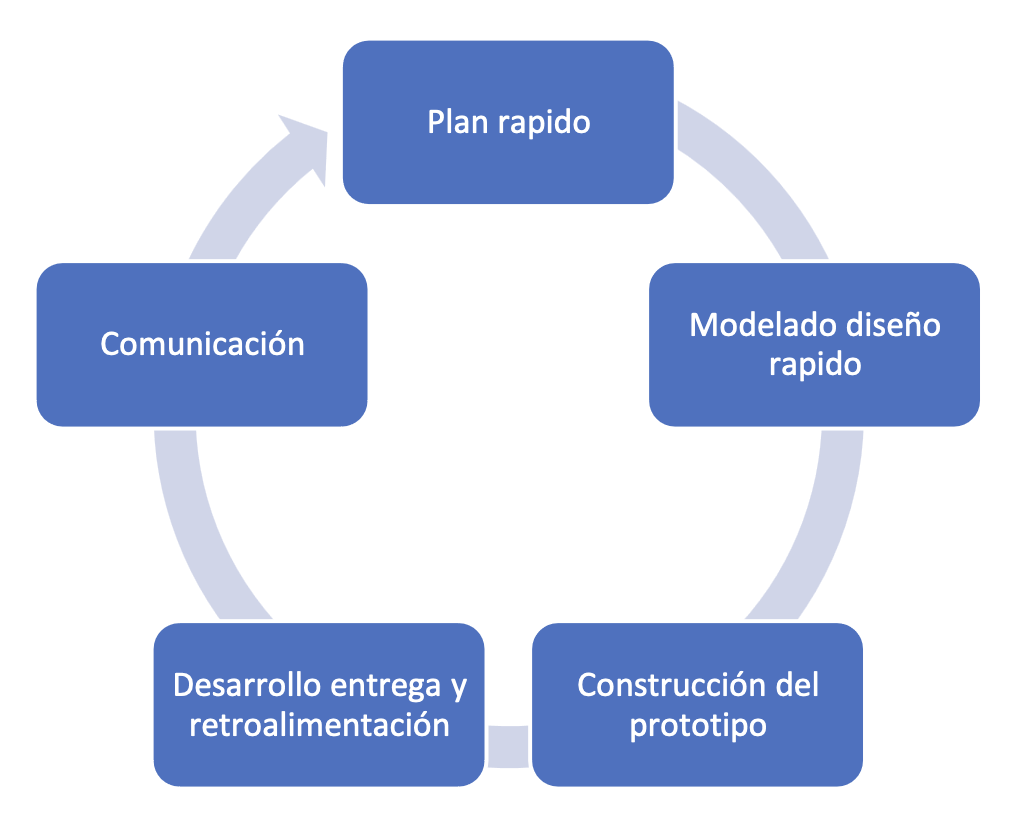 Plan rapido
Modelado diseño
rapido
Construcción del
prototipo
Desarrollo entrega y
retroalimentación
Comunicación